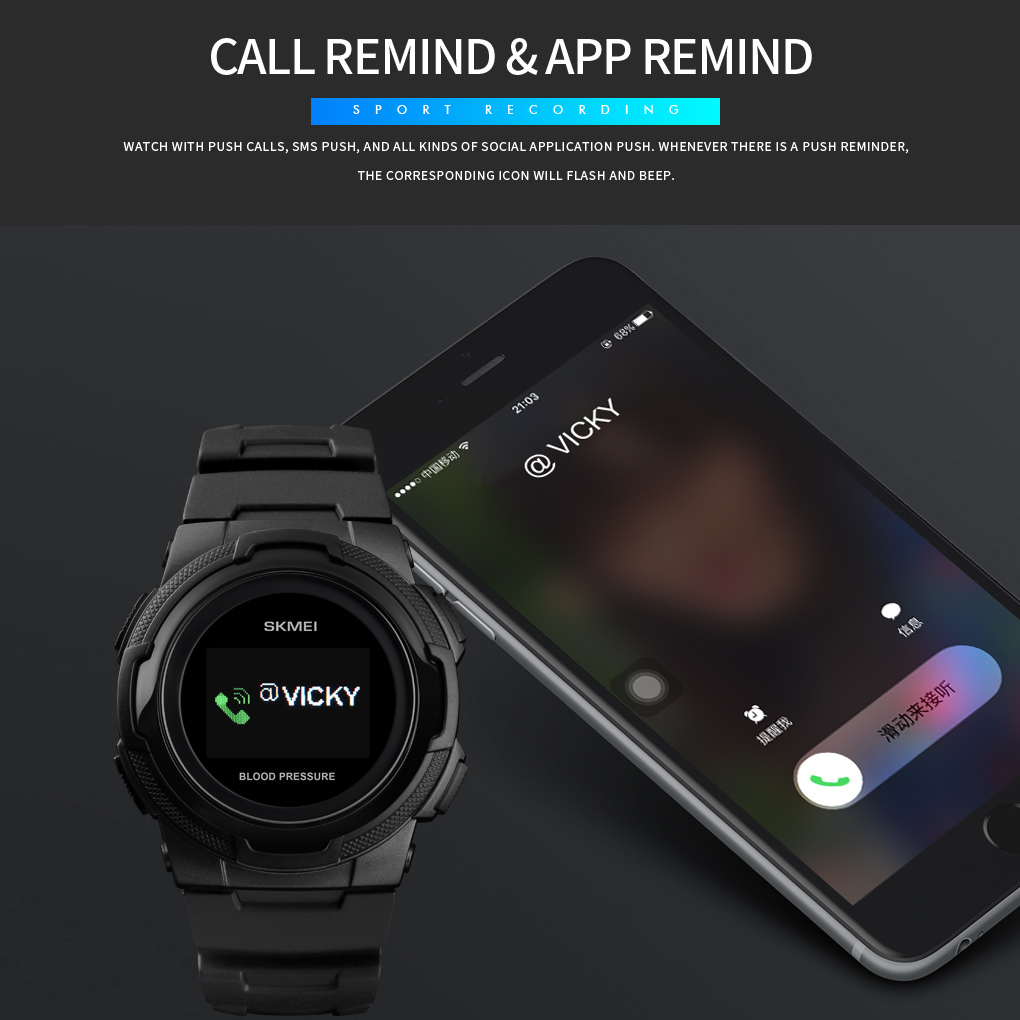 CALL REMIND & APP REMIND
SPORT RECORDING
WATCH WITH PUSH CALLS, SMS PUSH, AND ALL KINDS OF SOCIAL APPLICATION PUSH. WHENEVER THERE IS A PUSH REMINDER,
THE CORRESPONDING ICON WILL FLASH AND BEEP.
中国移动
21:03
68%
@ VICKY
信息
提醒我
滑动来接听
SKMEI
@VICKY
BLOOD PRESSURE